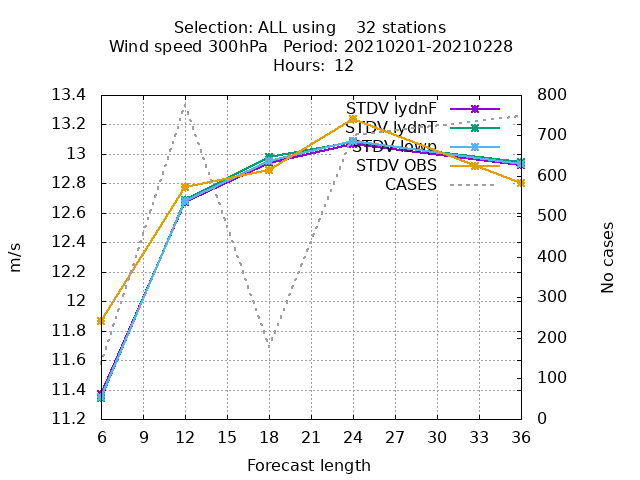 Selection: ALL using 32 stations
Wind speed 300hPa Period: 20210201-20210228
Hours: 12
13.4
13.2
13
12.8
12.6
12.4
12.2
12
11.8
11.6
11.4
11.2
m/s
STDV lydnF
STDV lydnT
STDV lowp
STDV OBS
CASES
800
700
600
500
400
300
200
100
0
No cases
6 9 12 15 18 21 24 27 30 33 36
Forecast length